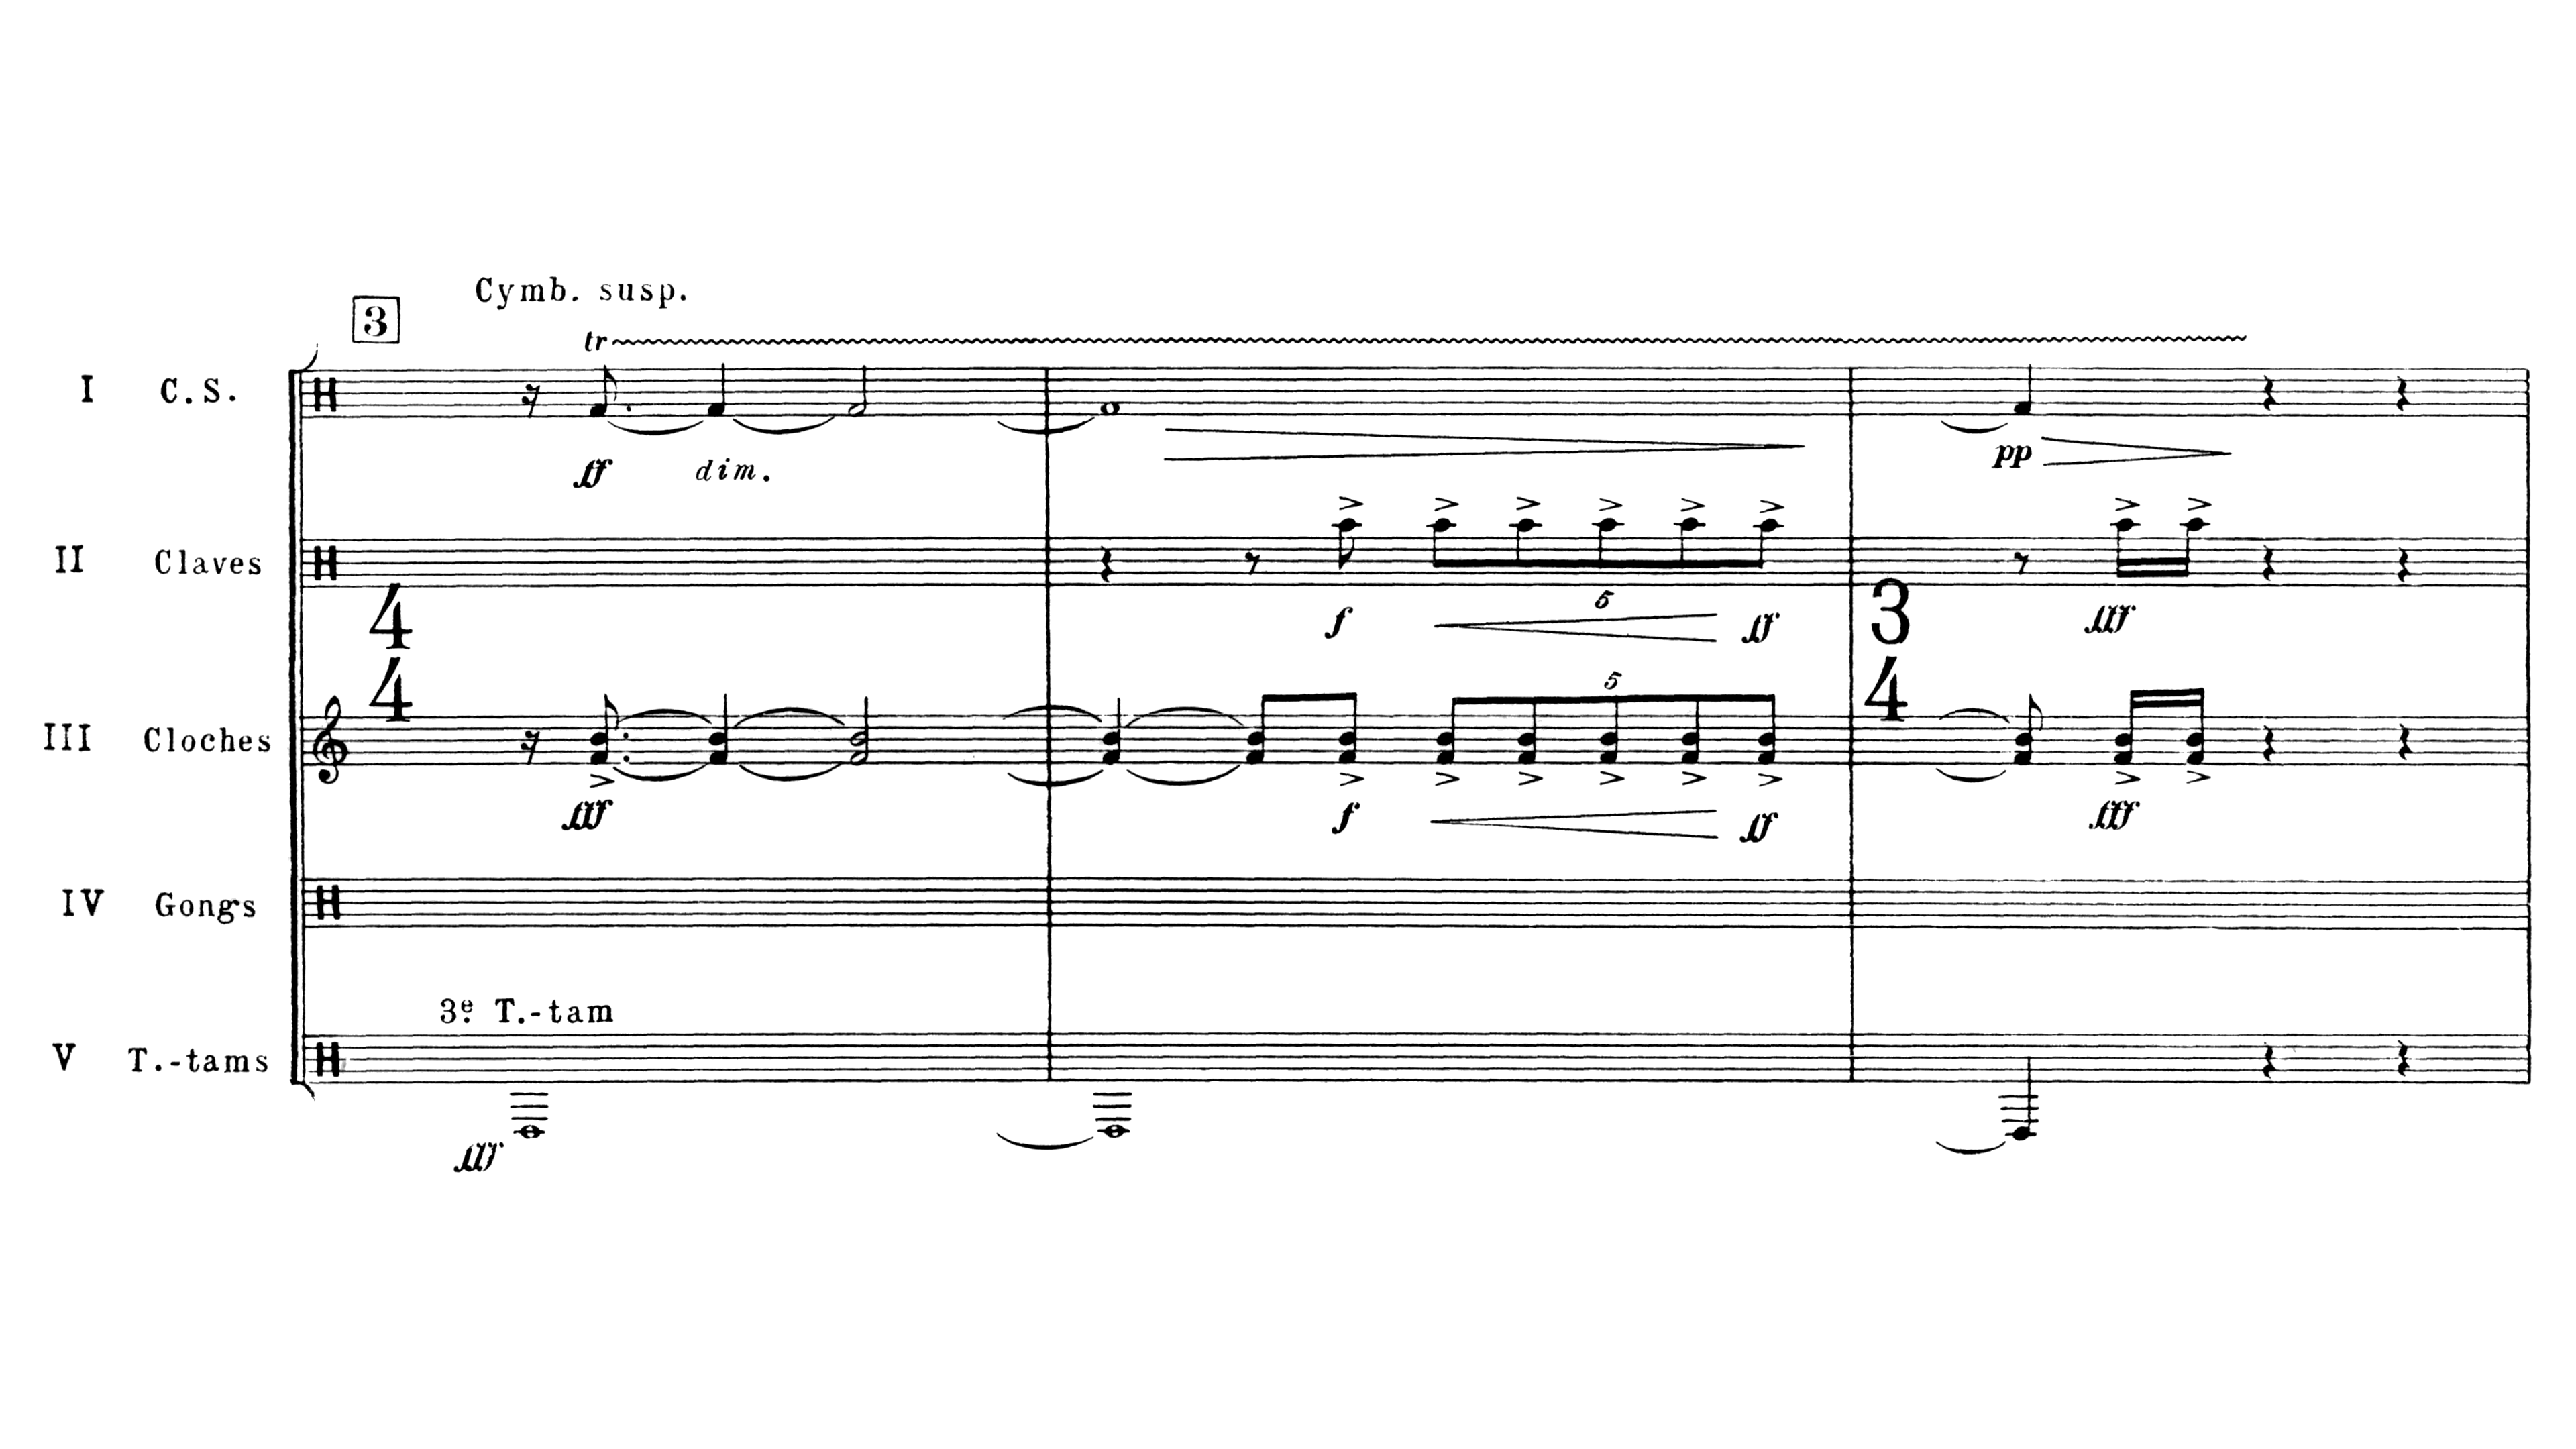 Cymb. susp.
3
tr
I C.S.
ff dim.
pp
II Claves
5
f ff
fff
4
4
3
4
III Cloches
5
fff
f ff
fff
IV Gongs
3e T.-tam
V T.-tams
fff